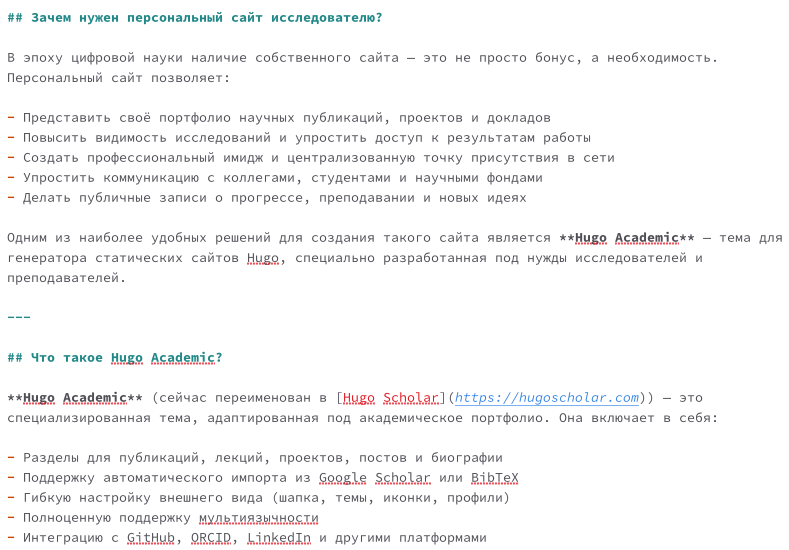 ## Зачем нужен персональный сайт исследователю?
В эпоху цифровой науки наличие собственного сайта — это не просто бонус, а необходимость.
Персональный сайт позволяет:
- Представить своё портфолио научных публикаций, проектов и докладов
- Повысить видимость исследований и упростить доступ к результатам работы
- Создать профессиональный имидж и централизованную точку присутствия в сети
- Упростить коммуникацию с коллегами, студентами и научными фондами
- Делать публичные записи о прогрессе, преподавании и новых идеях
Одним из наиболее удобных решений для создания такого сайта является **Hugo Academic** — тема для
генератора статических сайтов Hugo, специально разработанная под нужды исследователей и
преподавателей.
---
## Что такое Hugo Academic?
**Hugo Academic** (сейчас переименован в [Hugo Scholar](https://hugoscholar.com)) — это
специализированная тема, адаптированная под академическое портфолио. Она включает в себя:
- Разделы для публикаций, лекций, проектов, постов и биографии
- Поддержку автоматического импорта из Google Scholar или BibTeX
- Гибкую настройку внешнего вида (шапка, темы, иконки, профили)
- Полноценную поддержку мультиязычности
- Интеграцию с GitHub, ORCID, LinkedIn и другими платформами